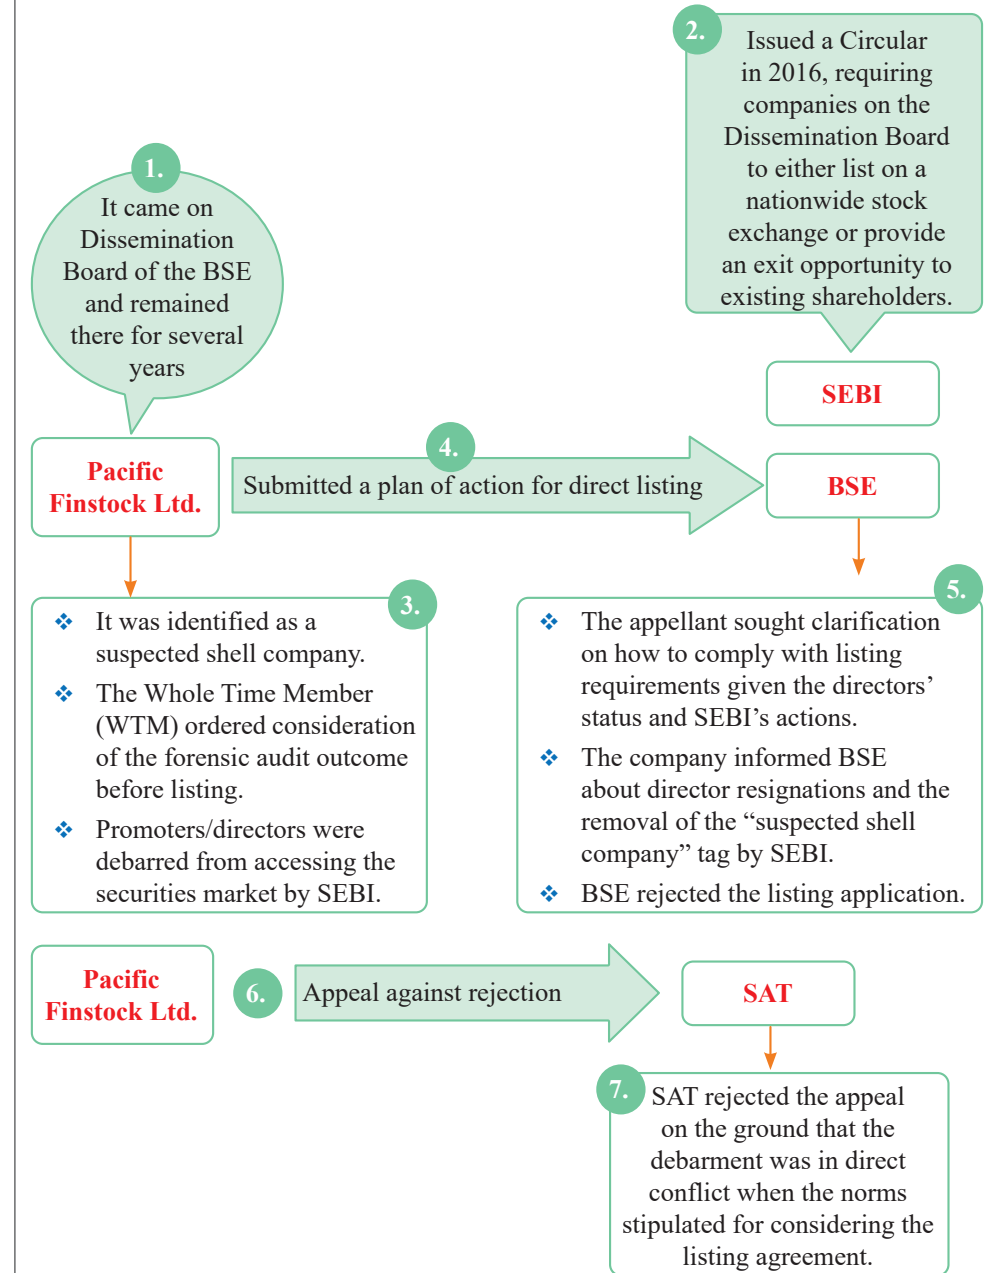 1.
It came on
Dissemination
Board of the BSE
and remained
there for several
years
2.
Issued a Circular
in 2016, requiring
companies on the
Dissemination Board
to either list on a
nationwide stock
exchange or provide
an exit opportunity to
existing shareholders.
SEBI
Pacific
Finstock Ltd.
4.
Submitted a plan of action for direct listing
BSE
3.
❖ It was identified as a
suspected shell company.
❖ The Whole Time Member
(WTM) ordered consideration
of the forensic audit outcome
before listing.
❖ Promoters/directors were
debarred from accessing the
securities market by SEBI.
5.
❖ The appellant sought clarification
on how to comply with listing
requirements given the directors’
status and SEBI’s actions.
❖ The company informed BSE
about director resignations and the
removal of the “suspected shell
company” tag by SEBI.
❖ BSE rejected the listing application.
Pacific
Finstock Ltd.
6.
Appeal against rejection
SAT
7.
SAT rejected the appeal
on the ground that the
debarment was in direct
conflict when the norms
stipulated for considering the
listing agreement.